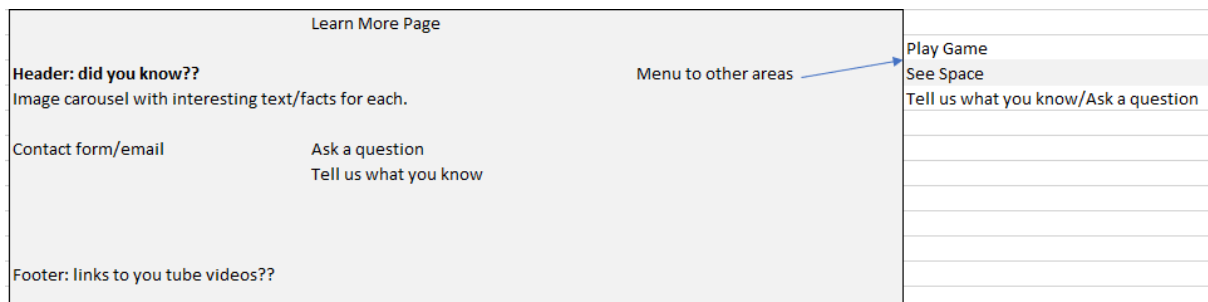 Learn More Page
Play Game
Header: did you know??
Menu to other areas
See Space
Image carousel with interesting text/facts for each.
Tell us what you know/Ask a question
Contact form/email
Ask a question
Tell us what you know
Footer: links to you tube videos??